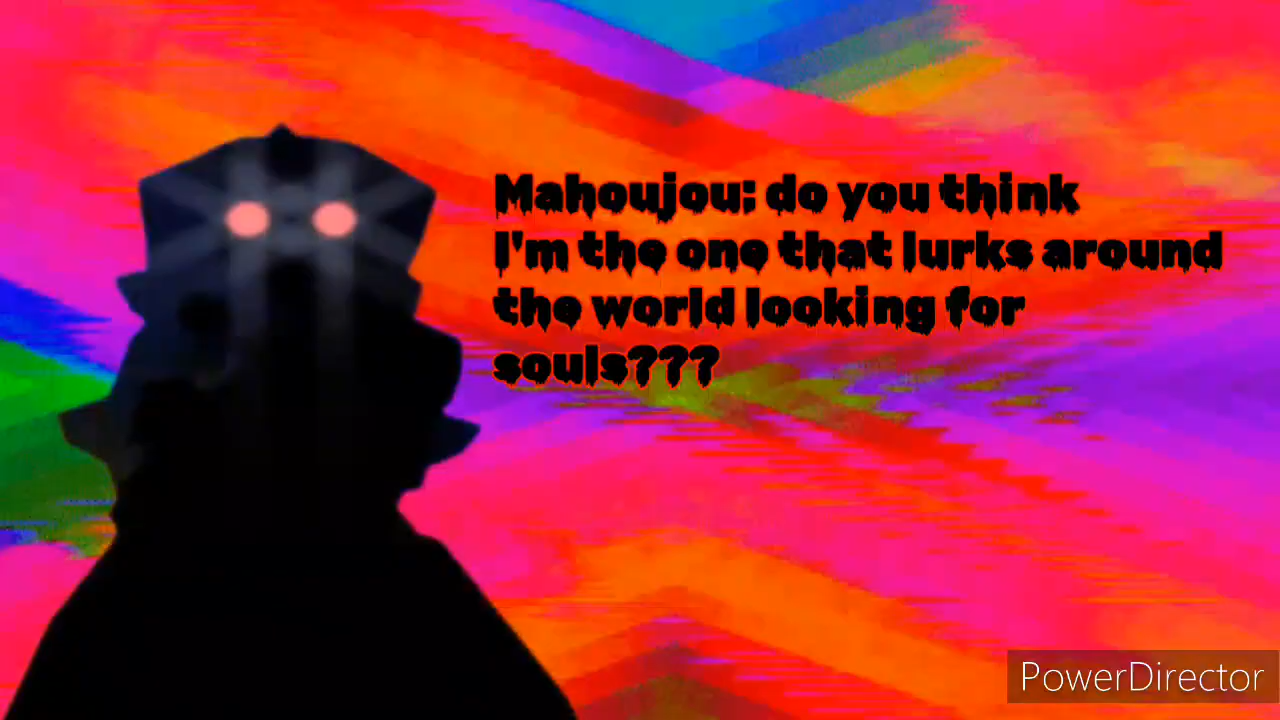 Mahoujou: do you think
I'm the one that lurks around
the world looking for
souls???
PowerDirector